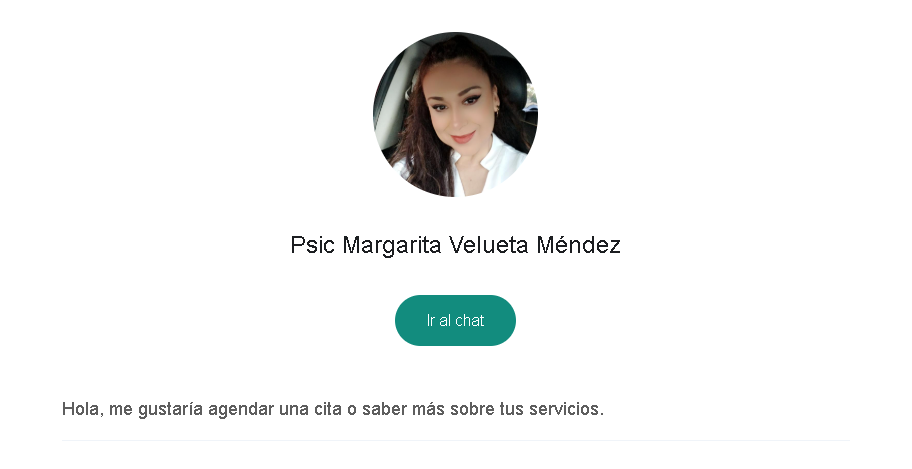 Psic Margarita Velueta Méndez
Ir al chat
Hola, me gustaría agendar una cita o saber más sobre tus servicios.